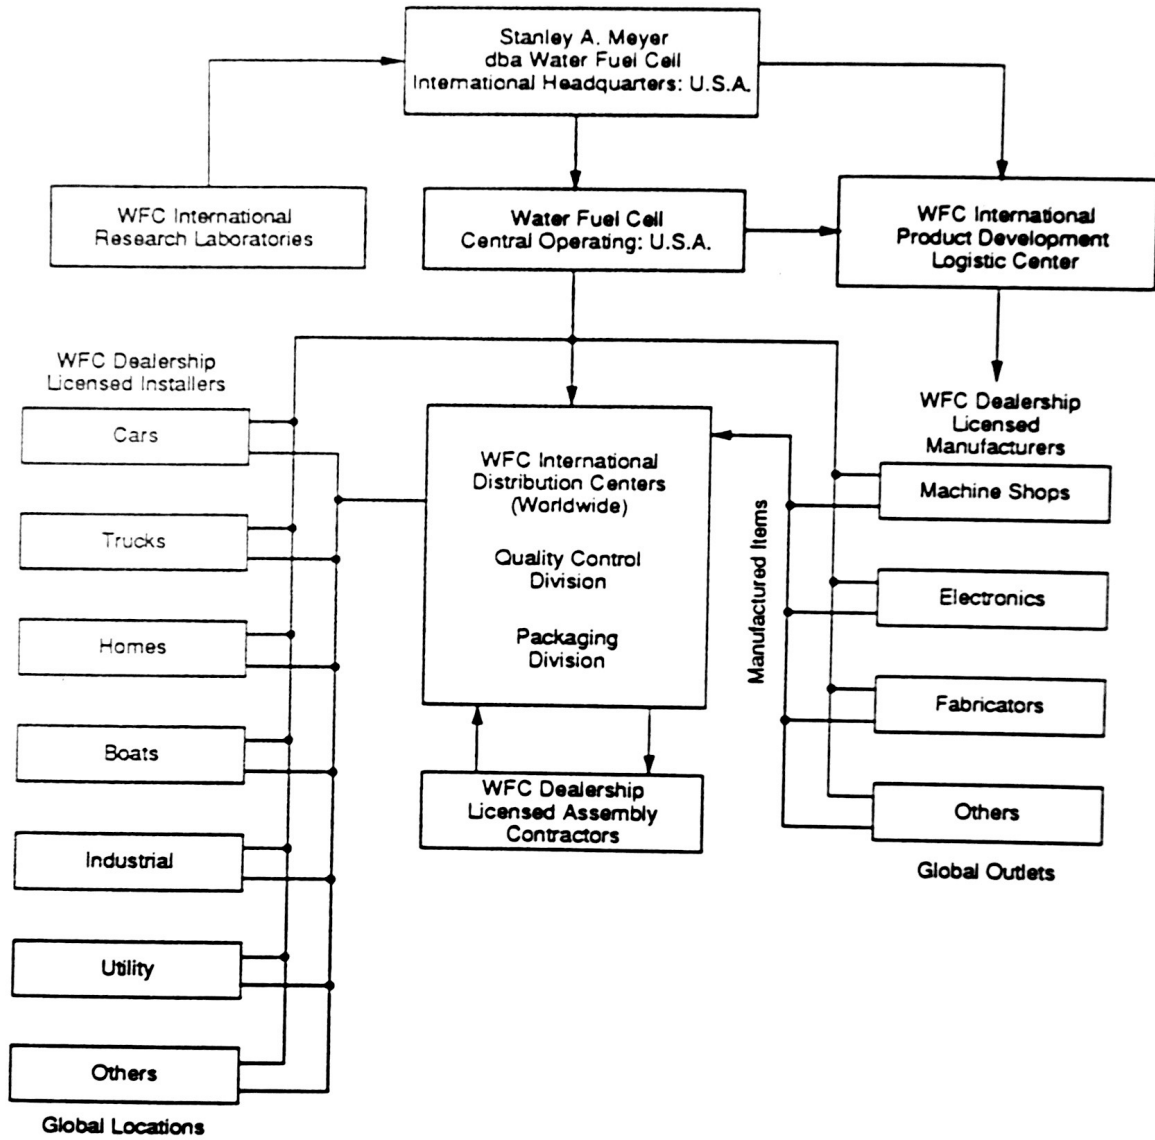 Stanley A. Meyer
dba Water Fuel Cell
International Headquarters: U.S.A.
WFC International
Research Laboratories
Water Fuel Cell
Central Operating: U.S.A.
WFC International
Product Development
Logistic Center
WFC Dealership
Licensed Installers
Cars
Trucks
Homes
Boats
Industrial
Utility
Others
Global Locations
WFC International
Distribution Centers
(Worldwide)
Quality Control
Division
Packaging
Division
WFC Dealership
Licensed Assembly
Contractors
Manufactured Items
WFC Dealership
Licensed
Manufacturers
Machine Shops
Electronics
Fabricators
Others
Global Outlets